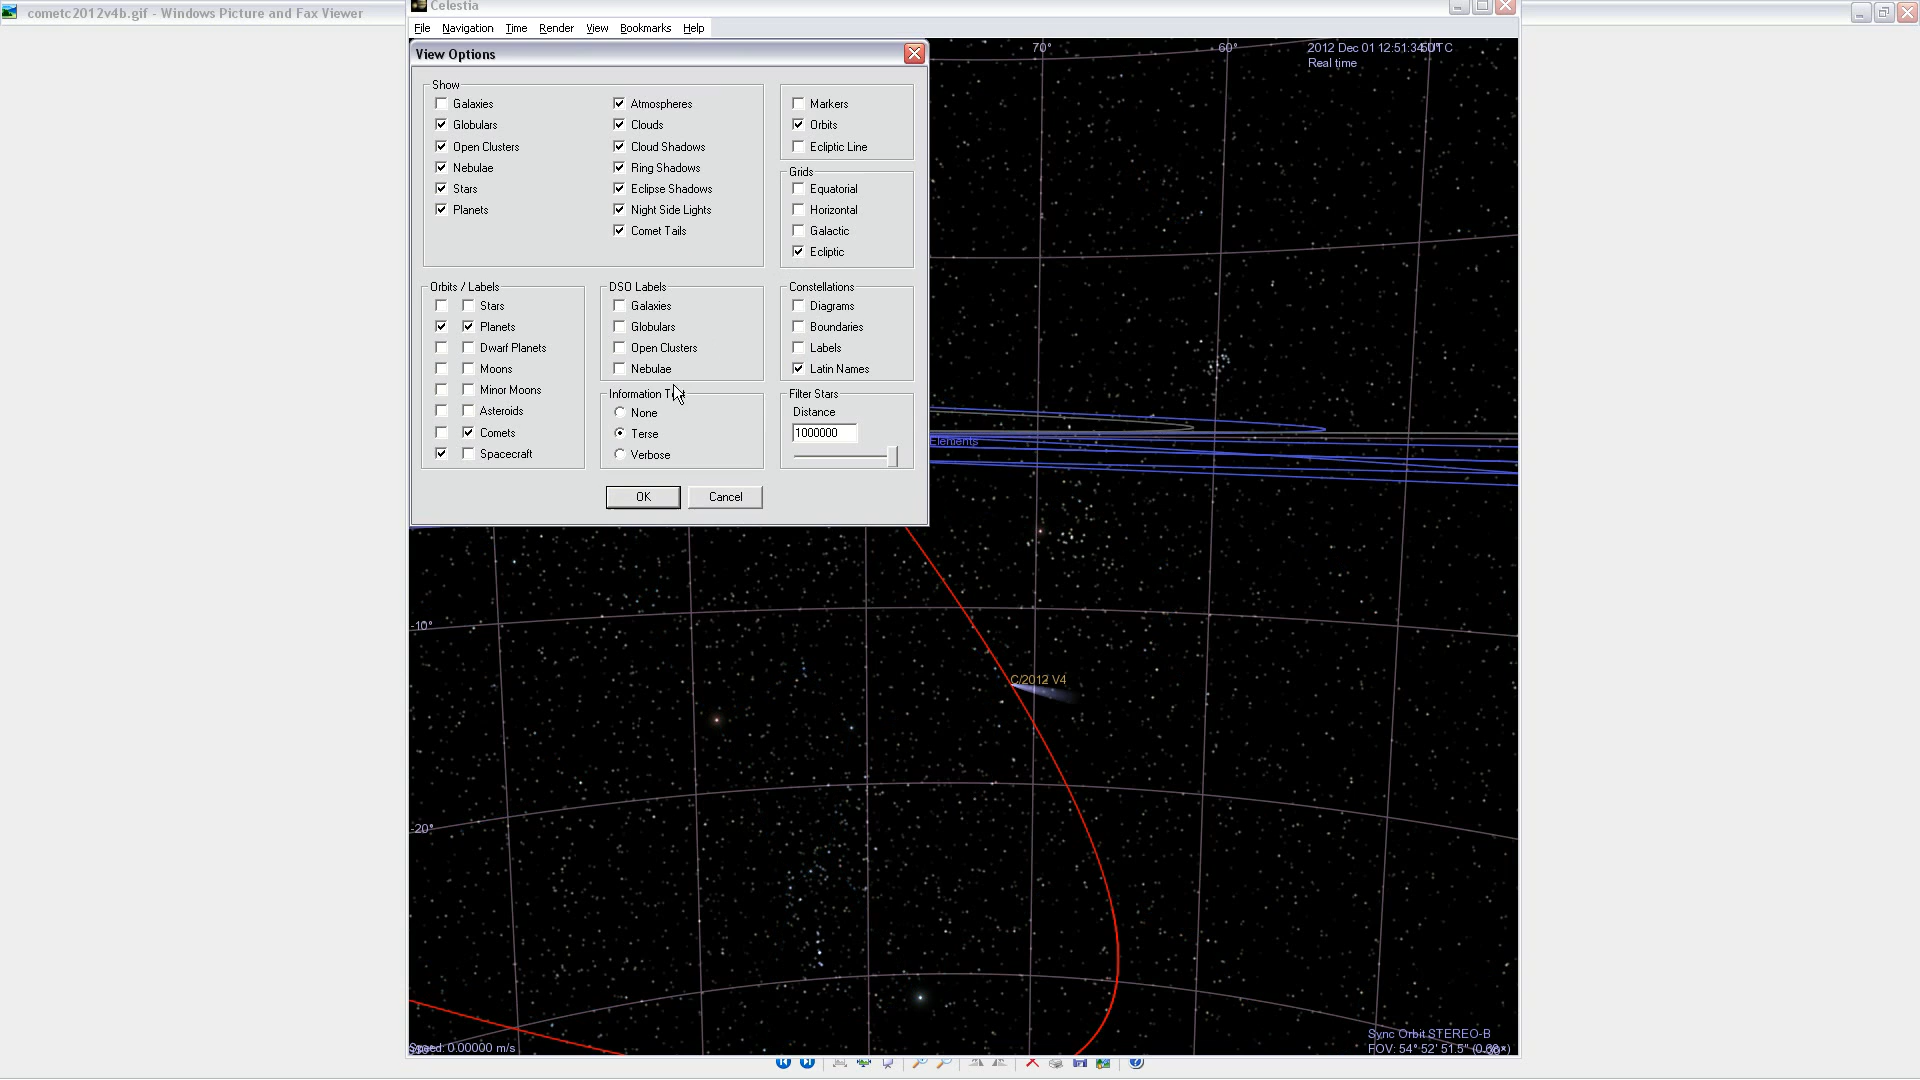 cometc2012v4b.gif - Windows Picture and Fax Viewer
Celestia
File Navigation Time Render View Bookmarks Help
View Options
Show
Galaxies
Globulars
Open Clusters
Nebulae
Stars
Planets
Atmospheres
Clouds
Cloud Shadows
Ring Shadows
Eclipse Shadows
Night Side Lights
Comet Tails
Markers
Orbits
Ecliptic Line
Grids
Equatorial
Horizontal
Galactic
Ecliptic
Orbits / Labels
Stars
Planets
Dwarf Planets
Moons
Minor Moons
Asteroids
Comets
Spacecraft
DSO Labels
Galaxies
Globulars
Open Clusters
Nebulae
Information
None
Terse
Verbose
Constellations
Diagrams
Boundaries
Labels
Latin Names
Filter Stars
Distance
1000000
OK Cancel
70° 60°
2012 Dec 01 12:51:34 UTC
Real time
Elements
-10°
C/2012 V4
-20°
Speed: 0.00000 m/s
Sync Orbit STEREO-B
FOV: 54° 52' 51.5"